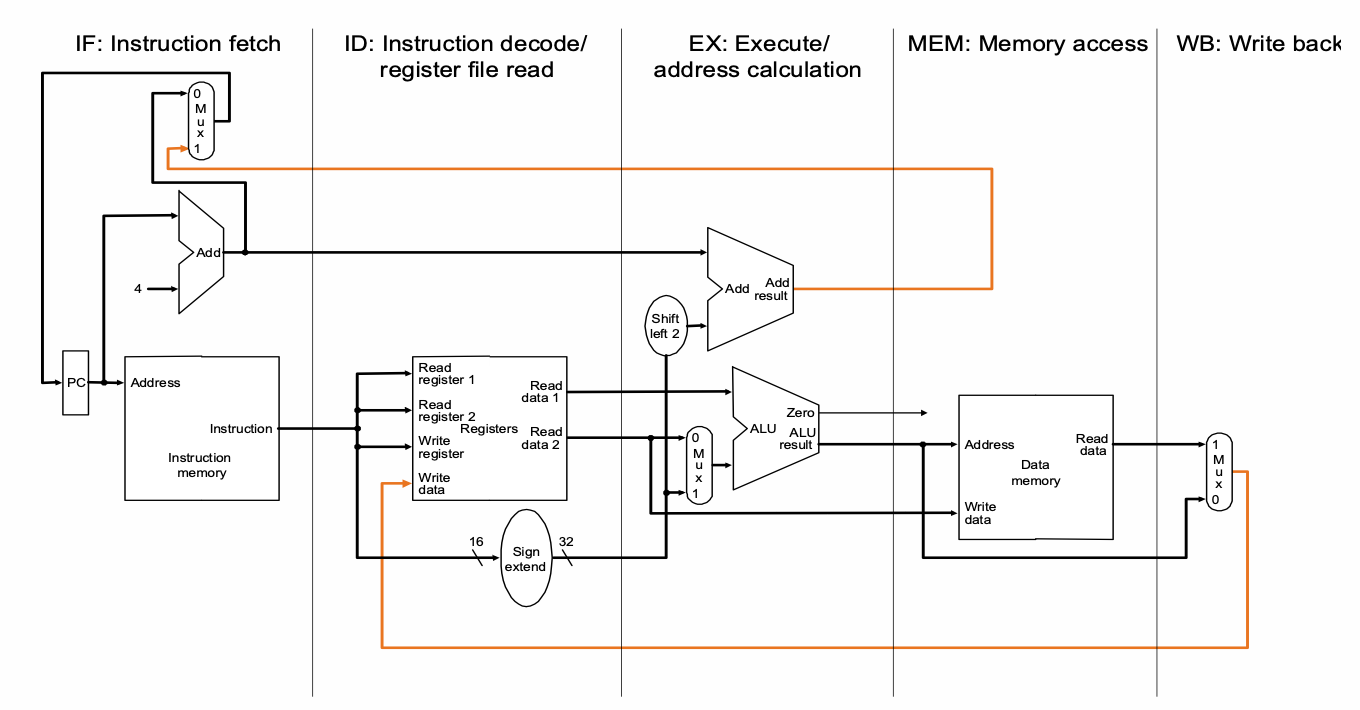 IF: Instruction fetch
ID: Instruction decode/
register file read
EX: Execute/
address calculation
MEM: Memory access
WB: Write back
0
M
u
x
1
Add
4
Add
Add
result
Shift
left 2
PC
Address
Instruction
Instruction
memory
Read
register 1
Read
register 2
Registers
Write
register
Write
data
Read
data 1
Read
data 2
16
Sign
extend
32
0
M
u
x
1
Zero
ALU
ALU
result
Address
Read
data
Data
memory
Write
data
1
M
u
x
0